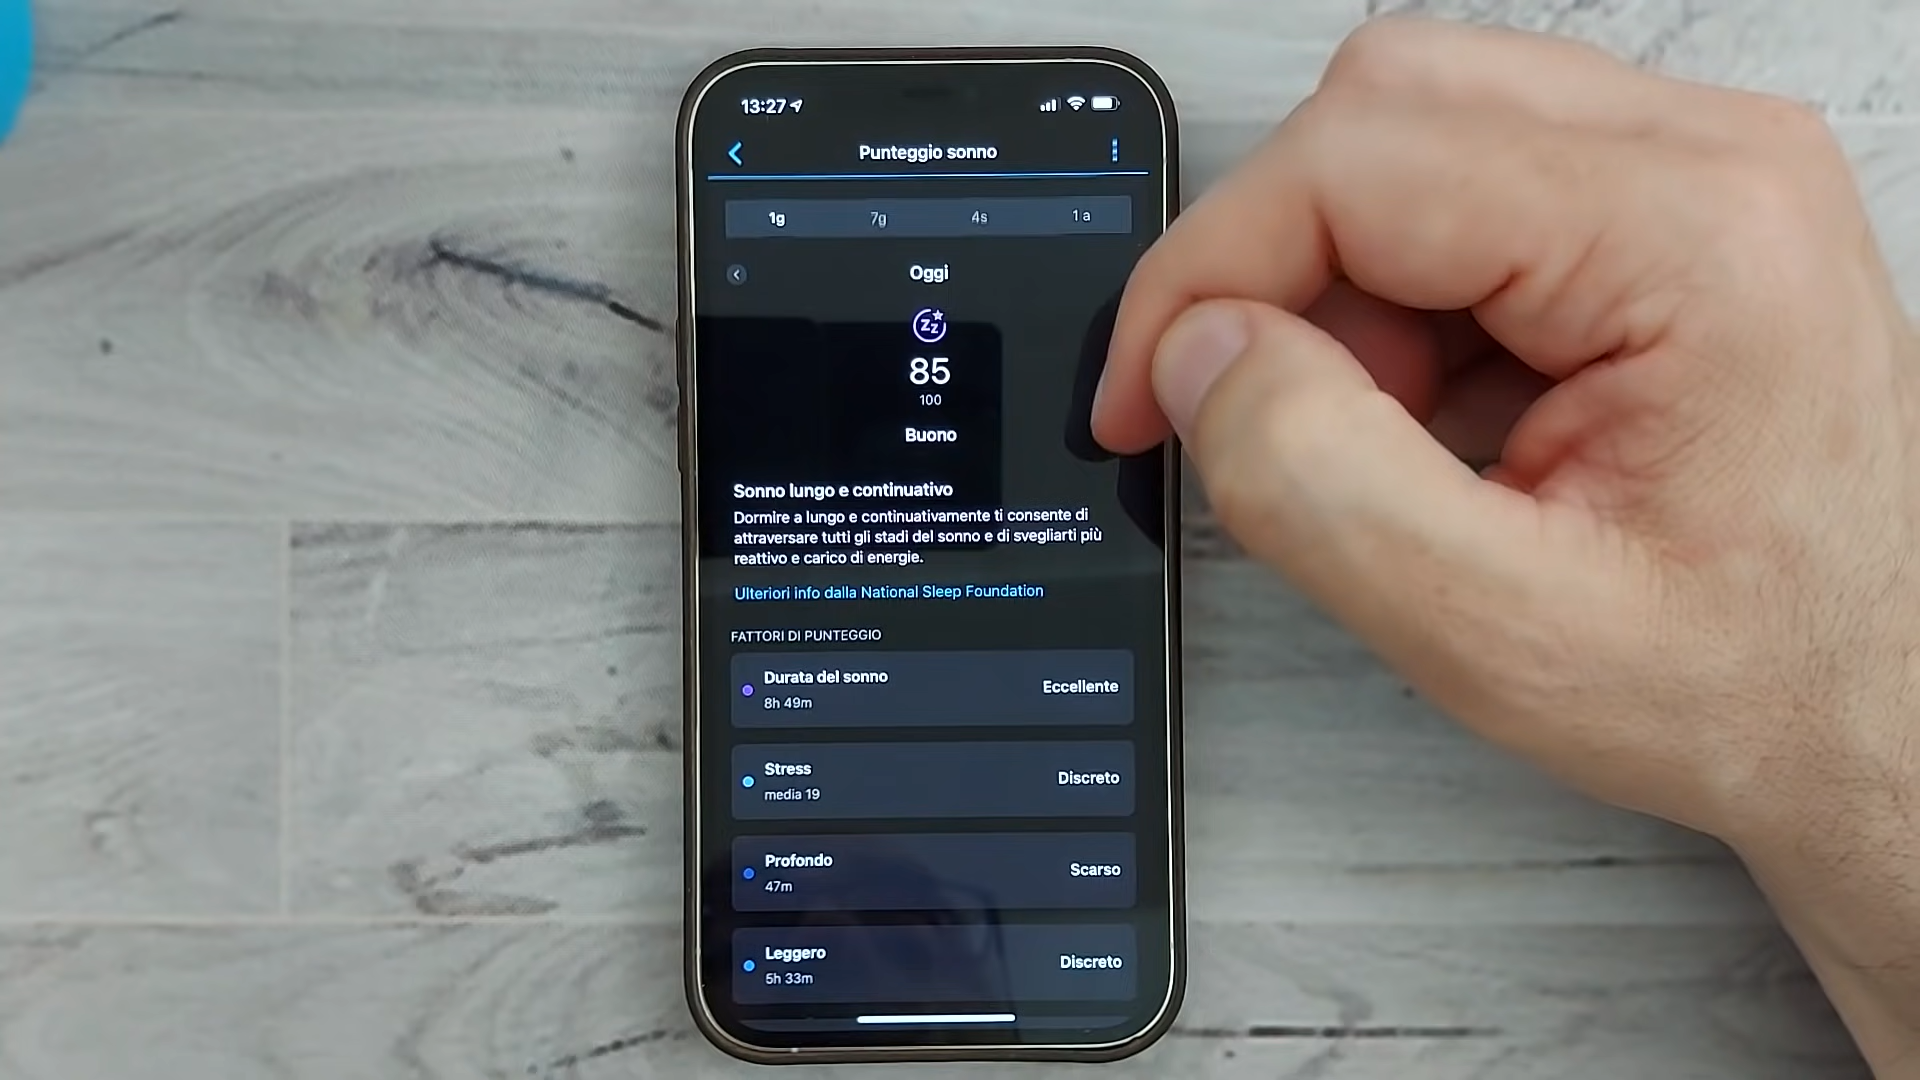 13:27
Punteggio sonno
1g 7g 4s 1 a
Oggi
zz
85
100
Buono
Sonno lungo e continuativo
Dormire a lungo e continuativamente ti consente di
attraversare tutti gli stadi del sonno e di svegliarti più
reattivo e carico di energie.
Ulteriori info dalla National Sleep Foundation
FATTORI DI PUNTEGGIO
Durata del sonno
8h 49m
Eccellente
Stress
media 19
Discreto
Profondo
47m
Scarso
Leggero
5h 33m
Discreto